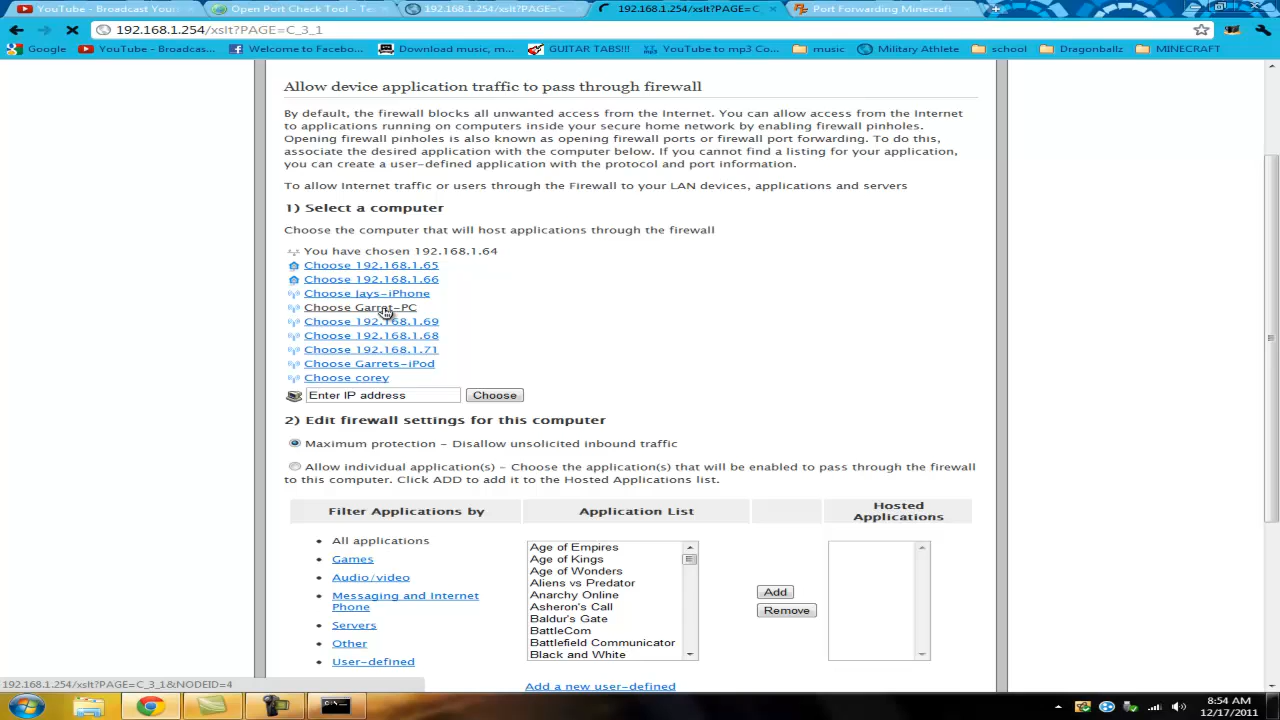 YouTube - Broadcast Your
Open Port Check Tool - Te
192.168.1.254/xslt?PAGE=
192.168.1.254/xslt?PAGE=C_3
Port Forwarding Minecraft
192.168.1.254/xslt?PAGE=C_3_1
Google
YouTube - Broadcas...
Welcome to Facebo...
Download music, m...
GUITAR TABS!!!
YouTube to mp3 Co...
music
Military Athlete
school
Dragonballz
MINECRAFT
Allow device application traffic to pass through firewall
By default, the firewall blocks all unwanted access from the Internet. You can allow access from the Internet
to applications running on computers inside your secure home network by enabling firewall pinholes.
Opening firewall pinholes is also known as opening firewall ports or firewall port forwarding. To do this,
associate the desired application with the computer below. If you cannot find a listing for your application,
you can create a user-defined application with the protocol and port information.
To allow Internet traffic or users through the Firewall to your LAN devices, applications and servers
1) Select a computer
Choose the computer that will host applications through the firewall
You have chosen 192.168.1.64
Choose 192.168.1.65
Choose 192.168.1.66
Choose Jays-iPhone
Choose Garret-PC
Choose 192.168.1.69
Choose 192.168.1.68
Choose 192.168.1.71
Choose Garrets-iPod
Choose corey
Enter IP address
Choose
2) Edit firewall settings for this computer
Maximum protection - Disallow unsolicited inbound traffic
Allow individual application(s) - Choose the application(s) that will be enabled to pass through the firewall
to this computer. Click ADD to add it to the Hosted Applications list.
Filter Applications by
Application List
Hosted
Applications
All applications
Games
Audio/video
Messaging and Internet
Phone
Servers
Other
User-defined
Age of Empires
Age of Kings
Age of Wonders
Aliens vs Predator
Anarchy Online
Asheron's Call
Baldur's Gate
BattleCom
Battlefield Communicator
Black and White
Add
Remove
Add a new user-defined
192.168.1.254/xslt?PAGE=C_3_1&NODEID=4
8:54 AM
12/17/2011